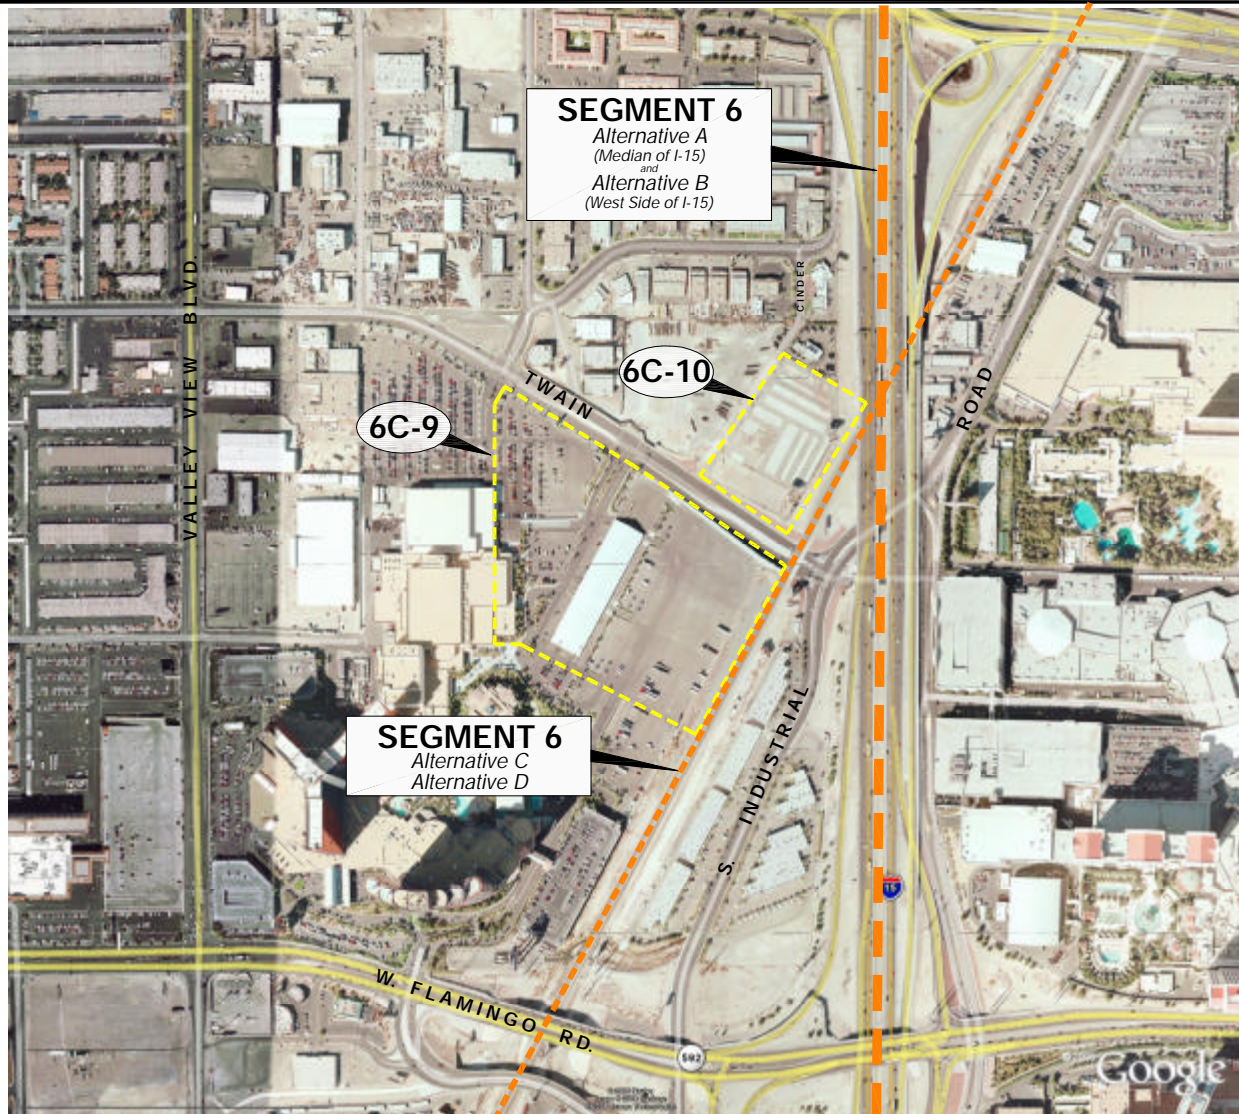 SEGMENT 6
Alternative A
(Median of I-15)
and
Alternative B
(West Side of I-15)
CINDER
VALLEY VIEW BLVD.
TWAIN
6C-10
ROAD
6C-9
SEGMENT 6
Alternative C
Alternative D
S. INDUSTRIAL
15
W. FLAMINGO RD.
592
Google